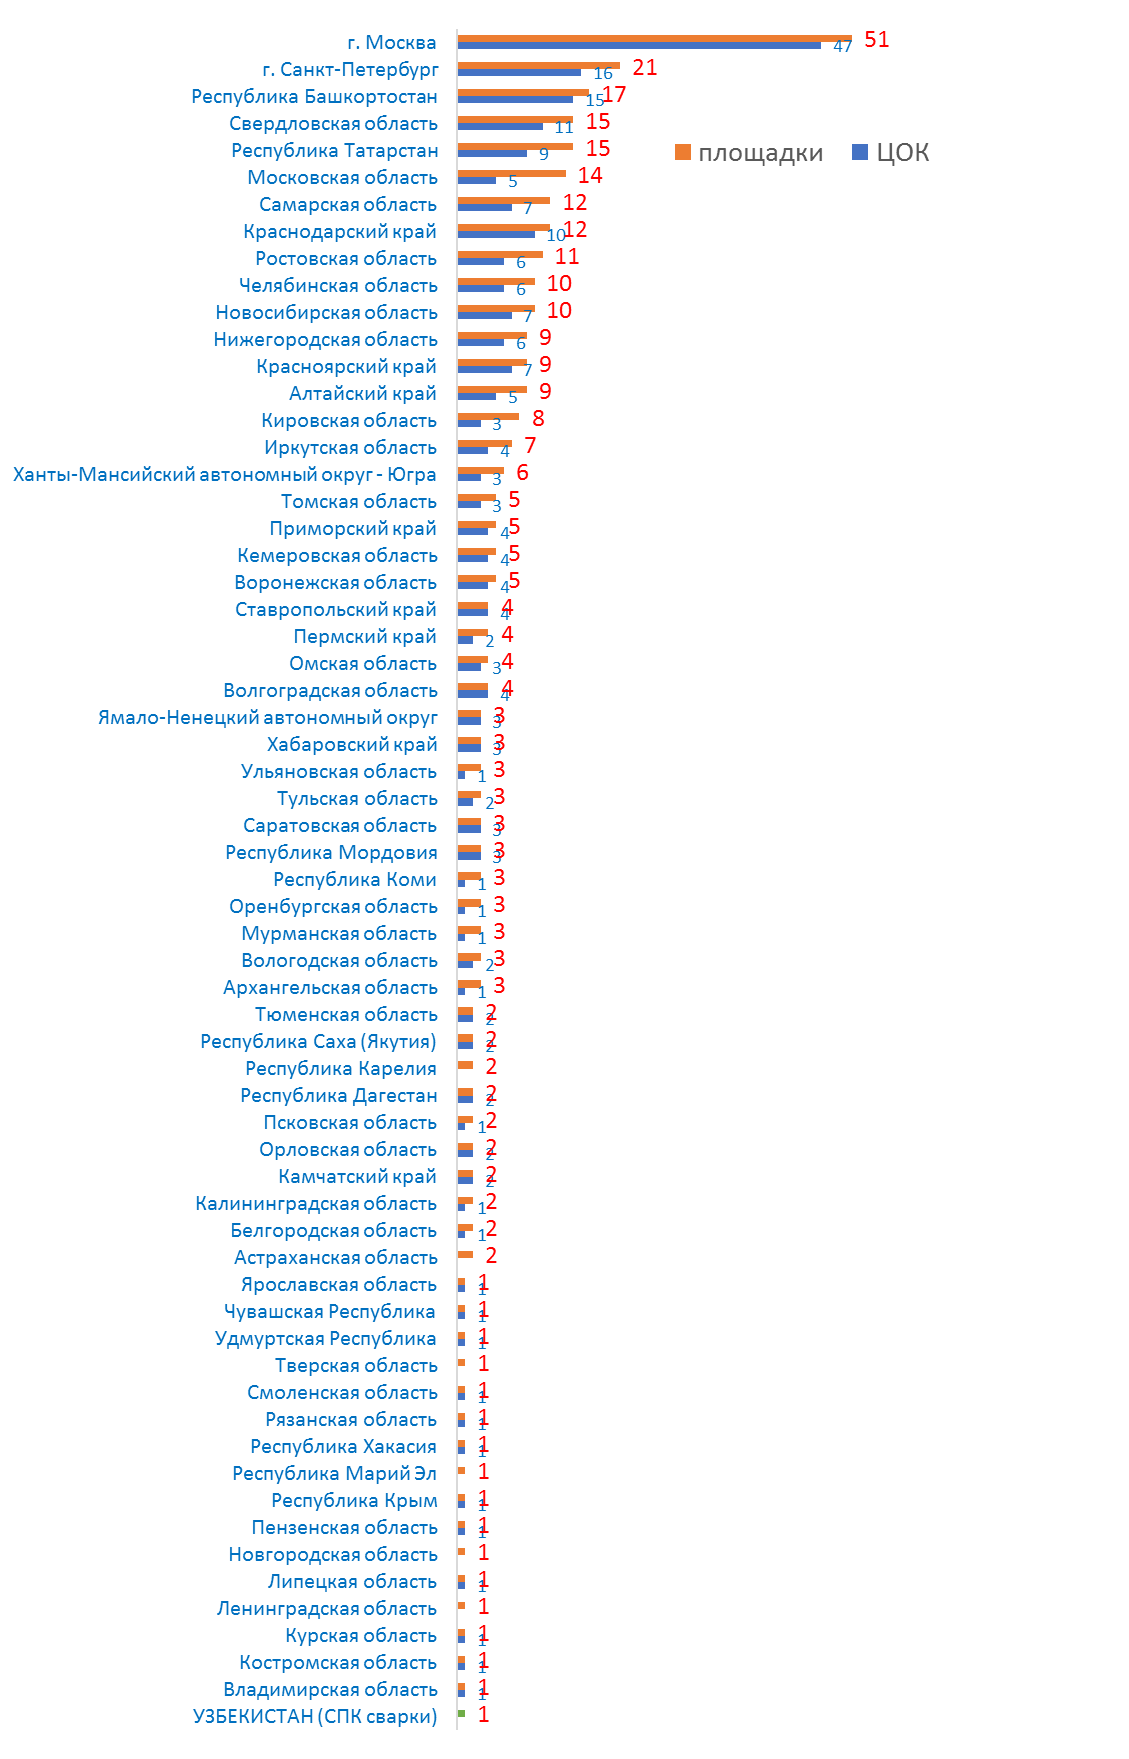 г. Москва 51 47
г. Санкт-Петербург 21 16
Республика Башкортостан 17 15
Свердловская область 15 11
Республика Татарстан 15 9
площадки ЦОК
Московская область 14 5
Самарская область 12 7
Краснодарский край 12 10
Ростовская область 11 6
Челябинская область 10 6
Новосибирская область 10 7
Нижегородская область 9 6
Красноярский край 9 7
Алтайский край 9 5
Кировская область 8 3
Иркутская область 7 4
Ханты-Мансийский автономный округ - Югра 6 3
Томская область 5 3
Приморский край 5 4
Кемеровская область 5 4
Воронежская область 5 4
Ставропольский край 4 4
Пермский край 4 2
Омская область 4 3
Волгоградская область 4 4
Ямало-Ненецкий автономный округ 3 3
Хабаровский край 3 3
Ульяновская область 3 1
Тульская область 3 2
Саратовская область 3 3
Республика Мордовия 3 3
Республика Коми 3 1
Оренбургская область 3 1
Мурманская область 3 1
Вологодская область 3 2
Архангельская область 3 1
Тюменская область 2 2
Республика Саха (Якутия) 2 2
Республика Карелия 2
Республика Дагестан 2 2
Псковская область 2 1
Орловская область 2 2
Камчатский край 2 2
Калининградская область 2 1
Белгородская область 2 1
Астраханская область 2
Ярославская область 1 1
Чувашская Республика 1 1
Удмуртская Республика 1 1
Тверская область 1
Смоленская область 1 1
Рязанская область 1 1
Республика Хакасия 1 1
Республика Марий Эл 1
Республика Крым 1 1
Пензенская область 1 1
Новгородская область 1
Липецкая область 1 1
Ленинградская область 1
Курская область 1 1
Костромская область 1 1
Владимирская область 1 1
УЗБЕКИСТАН (СПК сварки) 1